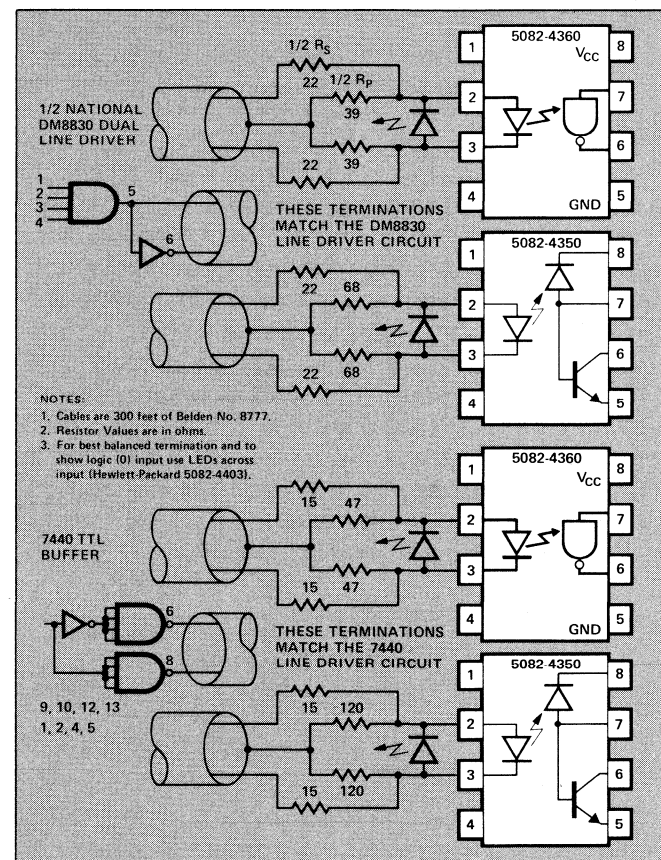 1/2 R_S
22
1/2 R_P
39
39
22
1/2 NATIONAL
DM8830 DUAL
LINE DRIVER
5082-4360
V_CC
GND
1
2
3
4
8
7
6
5
1
2
3
4
5
6
THESE TERMINATIONS
MATCH THE DM8830
LINE DRIVER CIRCUIT
22
68
68
22
5082-4350
1
2
3
4
8
7
6
5
NOTES:
1. Cables are 300 feet of Belden No. 8777.
2. Resistor Values are in ohms.
3. For best balanced termination and to
show logic (0) input use LEDs across
input (Hewlett-Packard 5082-4403).
7440 TTL
BUFFER
15
47
47
15
5082-4360
V_CC
GND
1
2
3
4
8
7
6
5
6
8
9, 10, 12, 13
1, 2, 4, 5
THESE TERMINATIONS
MATCH THE 7440
LINE DRIVER CIRCUIT
15
120
120
15
5082-4350
1
2
3
4
8
7
6
5